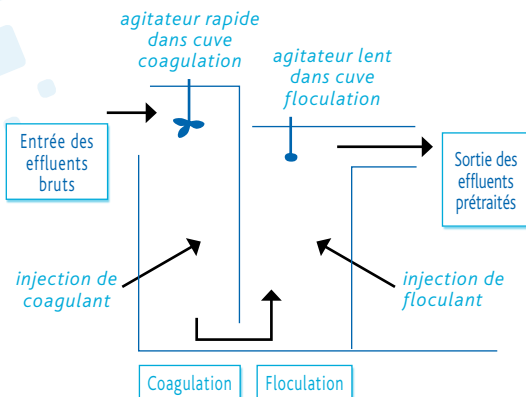 agitateur rapide
dans cuve
coagulation
agitateur lent
dans cuve
floculation
Entrée des
effluents
bruts
Sortie des
effluents
prétraités
injection de
coagulant
injection de
floculant
Coagulation
Floculation